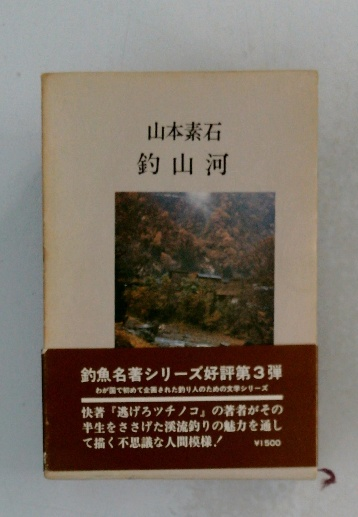 山本素石
釣山河
釣魚名著シリーズ好評第3弾
わが国で初めて企画された釣り人のための文学シリーズ
快著『逃げろツチノコ』の著者がその
半生をささげた渓流釣りの魅力を通し
て描く不思議な人間模様！
¥1500